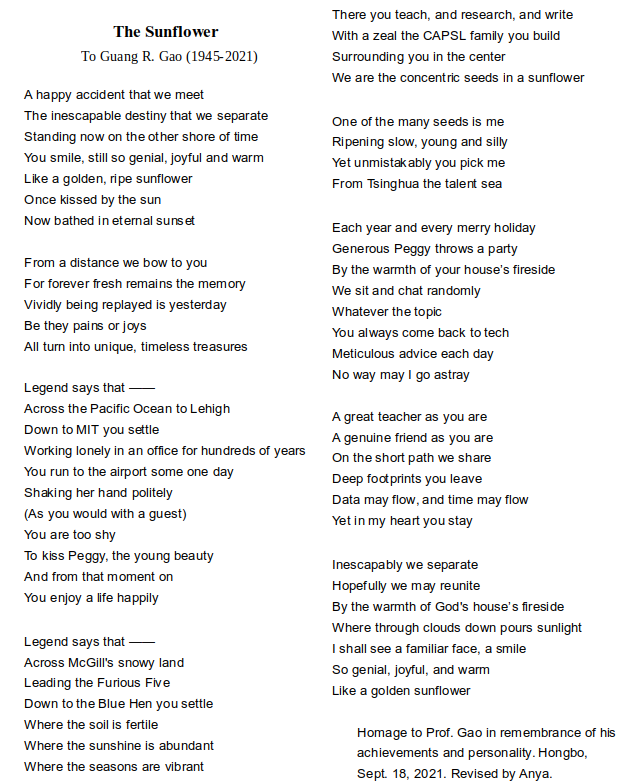 The Sunflower
To Guang R. Gao (1945-2021)
A happy accident that we meet
The inescapable destiny that we separate
Standing now on the other shore of time
You smile, still so genial, joyful and warm
Like a golden, ripe sunflower
Once kissed by the sun
Now bathed in eternal sunset
From a distance we bow to you
For forever fresh remains the memory
Vividly being replayed is yesterday
Be they pains or joys
All turn into unique, timeless treasures
Legend says that ——
Across the Pacific Ocean to Lehigh
Down to MIT you settle
Working lonely in an office for hundreds of years
You run to the airport some one day
Shaking her hand politely
(As you would with a guest)
You are too shy
To kiss Peggy, the young beauty
And from that moment on
You enjoy a life happily
Legend says that ——
Across McGill's snowy land
Leading the Furious Five
Down to the Blue Hen you settle
Where the soil is fertile
Where the sunshine is abundant
Where the seasons are vibrant
There you teach, and research, and write
With a zeal the CAPSL family you build
Surrounding you in the center
We are the concentric seeds in a sunflower
One of the many seeds is me
Ripening slow, young and silly
Yet unmistakably you pick me
From Tsinghua the talent sea
Each year and every merry holiday
Generous Peggy throws a party
By the warmth of your house’s fireside
We sit and chat randomly
Whatever the topic
You always come back to tech
Meticulous advice each day
No way may I go astray
A great teacher as you are
A genuine friend as you are
On the short path we share
Deep footprints you leave
Data may flow, and time may flow
Yet in my heart you stay
Inescapably we separate
Hopefully we may reunite
By the warmth of God's house’s fireside
Where through clouds down pours sunlight
I shall see a familiar face, a smile
So genial, joyful, and warm
Like a golden sunflower
Homage to Prof. Gao in remembrance of his
achievements and personality. Hongbo,
Sept. 18, 2021. Revised by Anya.